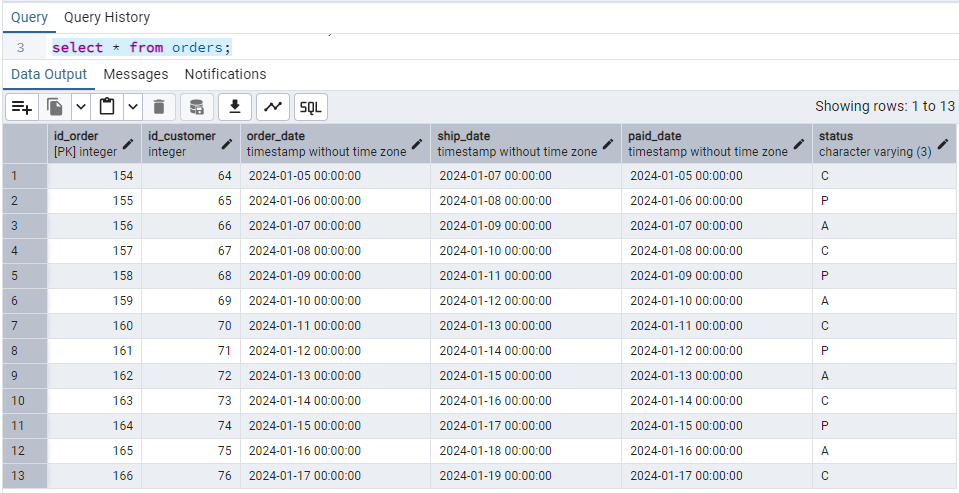 Query Query History
3 select * from orders;
Data Output Messages Notifications
SQL Showing rows: 1 to 13
id_order id_customer order_date ship_date paid_date status
[PK] integer integer timestamp without time zone timestamp without time zone timestamp without time zone character varying (3)
1 154 64 2024-01-05 00:00:00 2024-01-07 00:00:00 2024-01-05 00:00:00 C
2 155 65 2024-01-06 00:00:00 2024-01-08 00:00:00 2024-01-06 00:00:00 P
3 156 66 2024-01-07 00:00:00 2024-01-09 00:00:00 2024-01-07 00:00:00 A
4 157 67 2024-01-08 00:00:00 2024-01-10 00:00:00 2024-01-08 00:00:00 C
5 158 68 2024-01-09 00:00:00 2024-01-11 00:00:00 2024-01-09 00:00:00 P
6 159 69 2024-01-10 00:00:00 2024-01-12 00:00:00 2024-01-10 00:00:00 A
7 160 70 2024-01-11 00:00:00 2024-01-13 00:00:00 2024-01-11 00:00:00 C
8 161 71 2024-01-12 00:00:00 2024-01-14 00:00:00 2024-01-12 00:00:00 P
9 162 72 2024-01-13 00:00:00 2024-01-15 00:00:00 2024-01-13 00:00:00 A
10 163 73 2024-01-14 00:00:00 2024-01-16 00:00:00 2024-01-14 00:00:00 C
11 164 74 2024-01-15 00:00:00 2024-01-17 00:00:00 2024-01-15 00:00:00 P
12 165 75 2024-01-16 00:00:00 2024-01-18 00:00:00 2024-01-16 00:00:00 A
13 166 76 2024-01-17 00:00:00 2024-01-19 00:00:00 2024-01-17 00:00:00 C